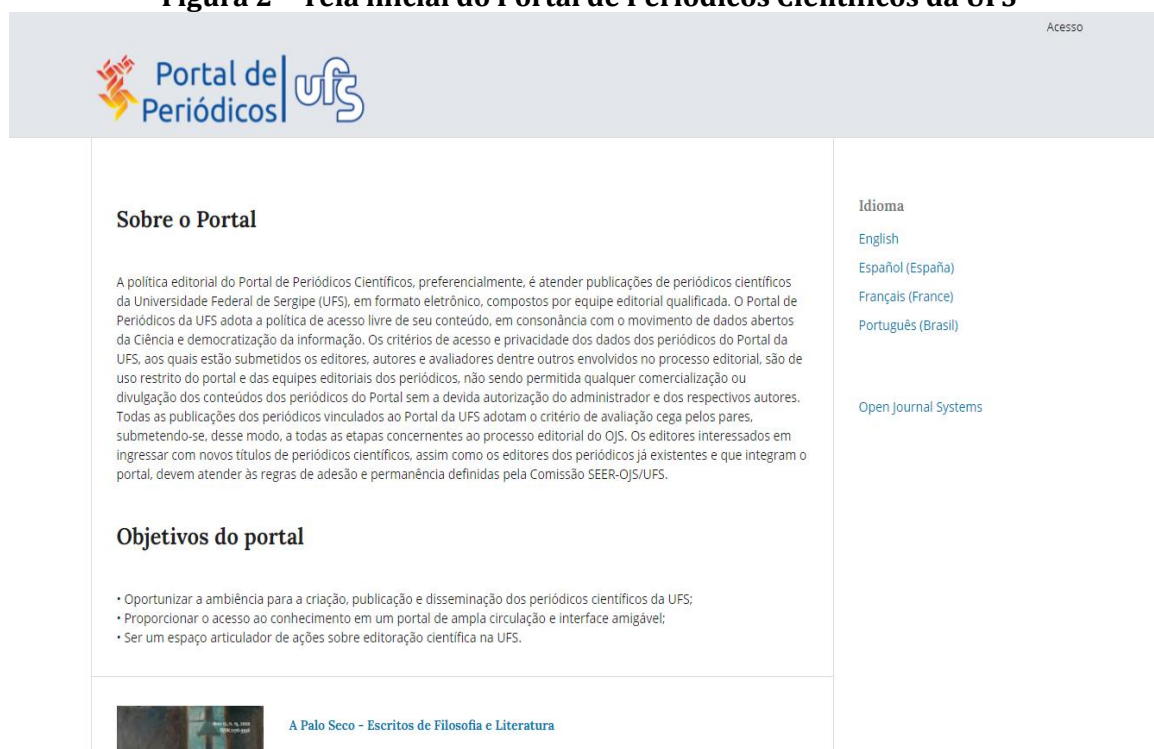 Figura 2 – Tela inicial do Portal de Periódicos Científicos da UFS
Acesso
Portal de
Periódicos
ufs
Sobre o Portal
A política editorial do Portal de Periódicos Científicos, preferencialmente, é atender publicações de periódicos científicos
da Universidade Federal de Sergipe (UFS), em formato eletrônico, compostos por equipe editorial qualificada. O Portal de
Periódicos da UFS adota a política de acesso livre de seu conteúdo, em consonância com o movimento de dados abertos
da Ciência e democratização da informação. Os critérios de acesso e privacidade dos dados dos periódicos do Portal da
UFS, aos quais estão submetidos os editores, autores e avaliadores dentre outros envolvidos no processo editorial, são de
uso restrito do portal e das equipes editoriais dos periódicos, não sendo permitida qualquer comercialização ou
divulgação dos conteúdos dos periódicos do Portal sem a devida autorização do administrador e dos respectivos autores.
Todas as publicações dos periódicos vinculados ao Portal da UFS adotam o critério de avaliação cega pelos pares,
submetendo-se, desse modo, a todas as etapas concernentes ao processo editorial do OJS. Os editores interessados em
ingressar com novos títulos de periódicos científicos, assim como os editores dos periódicos já existentes e que integram o
portal, devem atender às regras de adesão e permanência definidas pela Comissão SEER-OJS/UFS.
Objetivos do portal
• Oportunizar a ambiência para a criação, publicação e disseminação dos periódicos científicos da UFS;
• Proporcionar o acesso ao conhecimento em um portal de ampla circulação e interface amigável;
• Ser um espaço articulador de ações sobre editoração científica na UFS.
A Palo Seco - Escritos de Filosofia e Literatura
Idioma
English
Español (España)
Français (France)
Português (Brasil)
Open Journal Systems